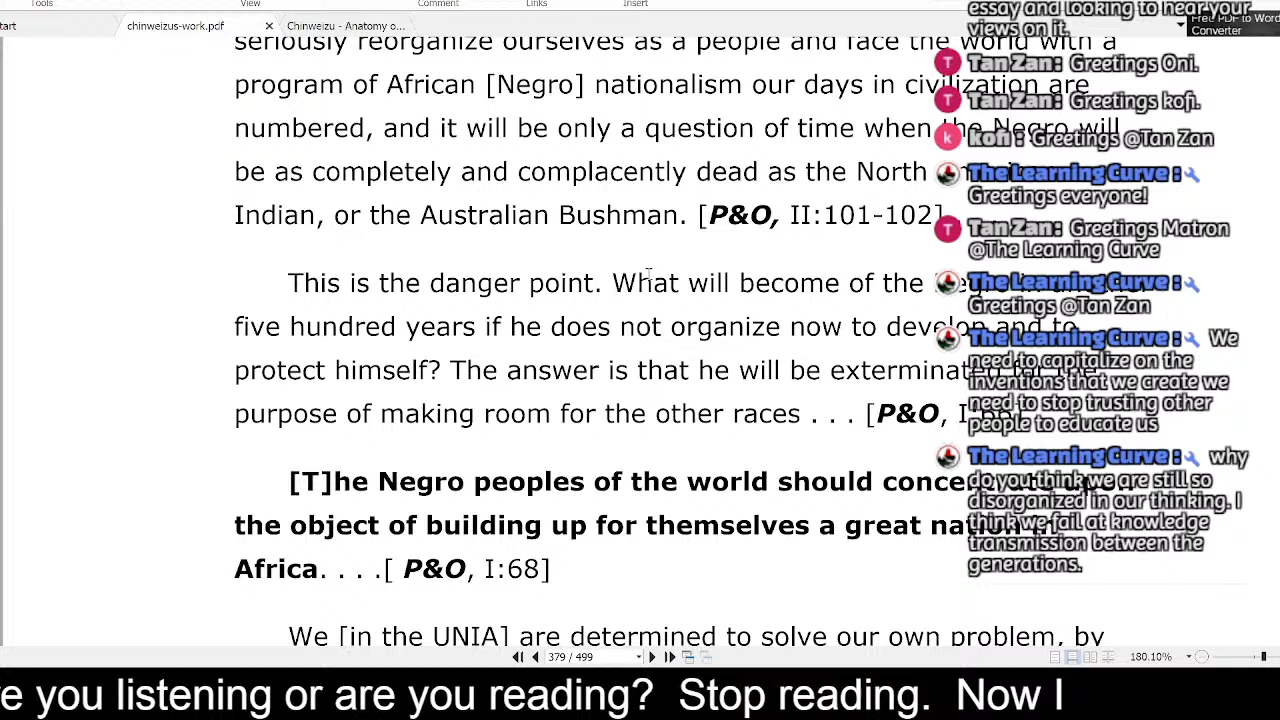 Tools View Comment Links Insert
tart chinweizus-work.pdf × Chinweizu - Anatomy o...
Free PDF to Word
Converter
seriously reorganize ourselves as a people and face the world with a
program of African [Negro] nationalism our days in civilization are
numbered, and it will be only a question of time when the Negro will
be as completely and complacently dead as the North
Indian, or the Australian Bushman. [P&O, II:101-102]
This is the danger point. What will become of the
five hundred years if he does not organize now to develop and to
protect himself? The answer is that he will be exterminated for the
purpose of making room for the other races . . . [P&O,
[T]he Negro peoples of the world should
the object of building up for themselves a great
Africa. . . .[ P&O, I:68]
We [in the UNIA] are determined to solve our own problem, by
essay and looking to hear your
views on it.
Tan Zan: Greetings Oni.
Tan Zan: Greetings kofi.
kofi : Greetings @Tan Zan
The Learning Curve :
Greetings everyone!
Tan Zan: Greetings Matron
@The Learning Curve
The Learning Curve :
Greetings @Tan Zan
The Learning Curve : We
need to capitalize on the
inventions that we create we
need to stop trusting other
people to educate us
The Learning Curve : why
do you think we are still so
disorganized in our thinking. I
think we fail at knowledge
transmission between the
generations.
379 / 499
180.10%
e you listening or are you reading? Stop reading. Now I